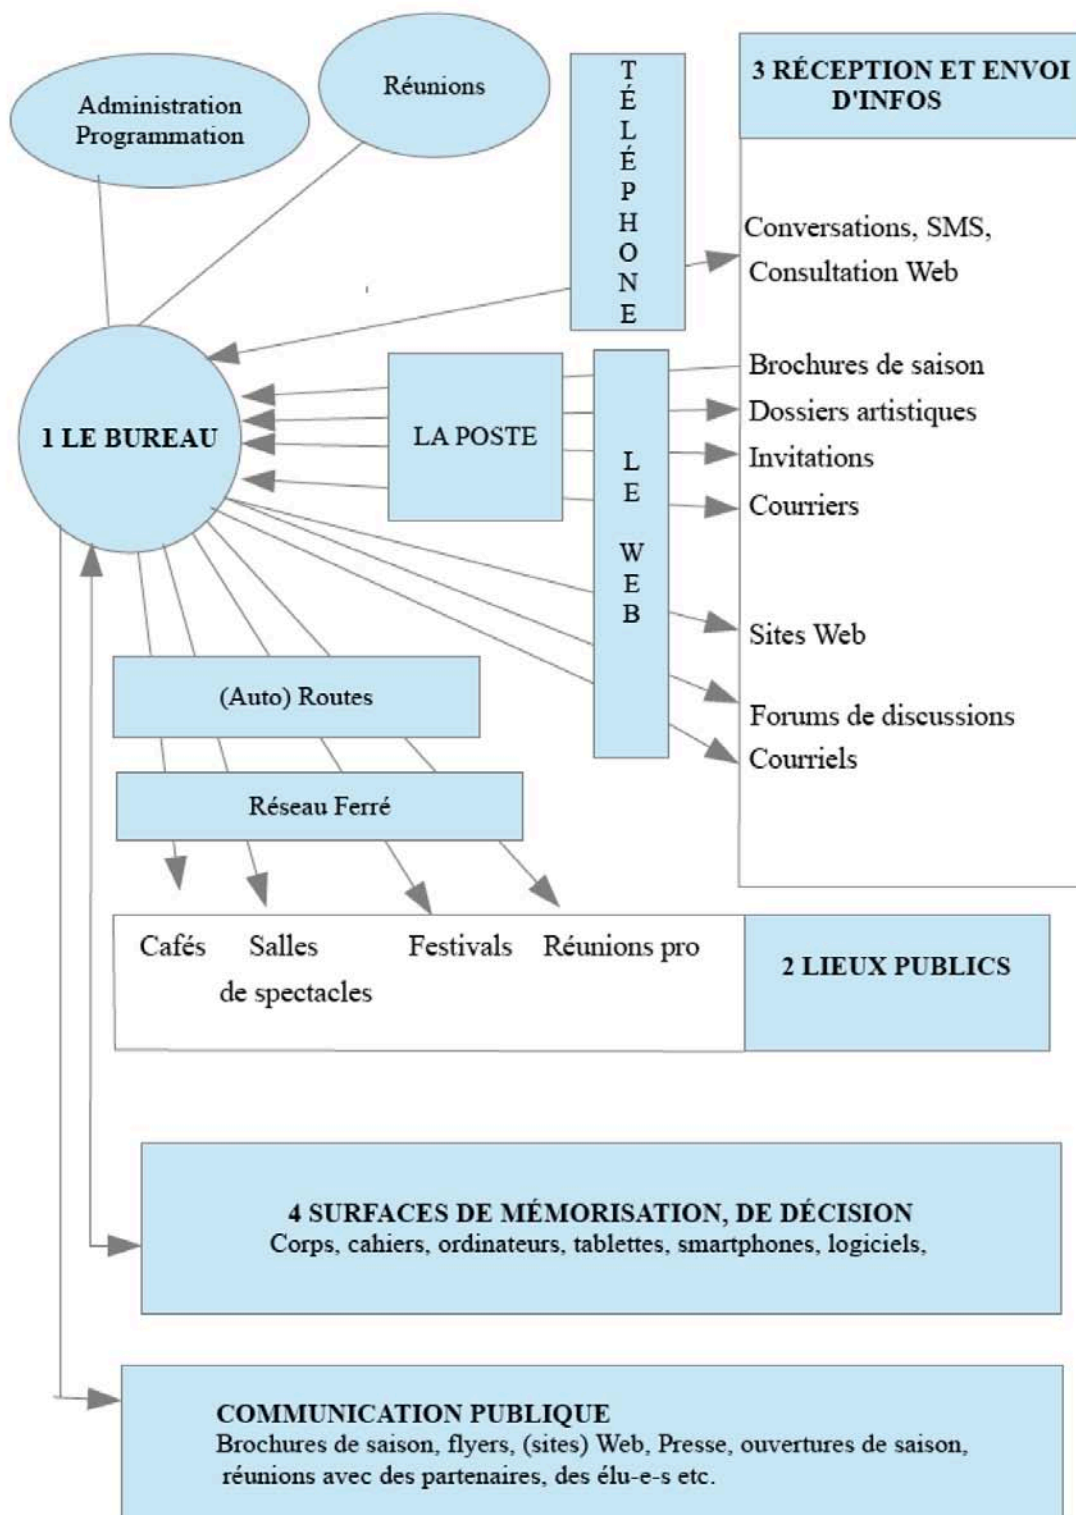 Administration
Programmation
Réunions
TÉLÉPHONE
3 RÉCEPTION ET ENVOI
D'INFOS
Conversations, SMS,
Consultation Web
1 LE BUREAU
LA POSTE
LE WEB
Brochures de saison
Dossiers artistiques
Invitations
Courriers
Sites Web
Forums de discussions
Courriels
(Auto) Routes
Réseau Ferré
Cafés
Salles
de spectacles
Festivals
Réunions pro
2 LIEUX PUBLICS
4 SURFACES DE MÉMORISATION, DE DÉCISION
Corps, cahiers, ordinateurs, tablettes, smartphones, logiciels,
COMMUNICATION PUBLIQUE
Brochures de saison, flyers, (sites) Web, Presse, ouvertures de saison,
réunions avec des partenaires, des élu-e-s etc.